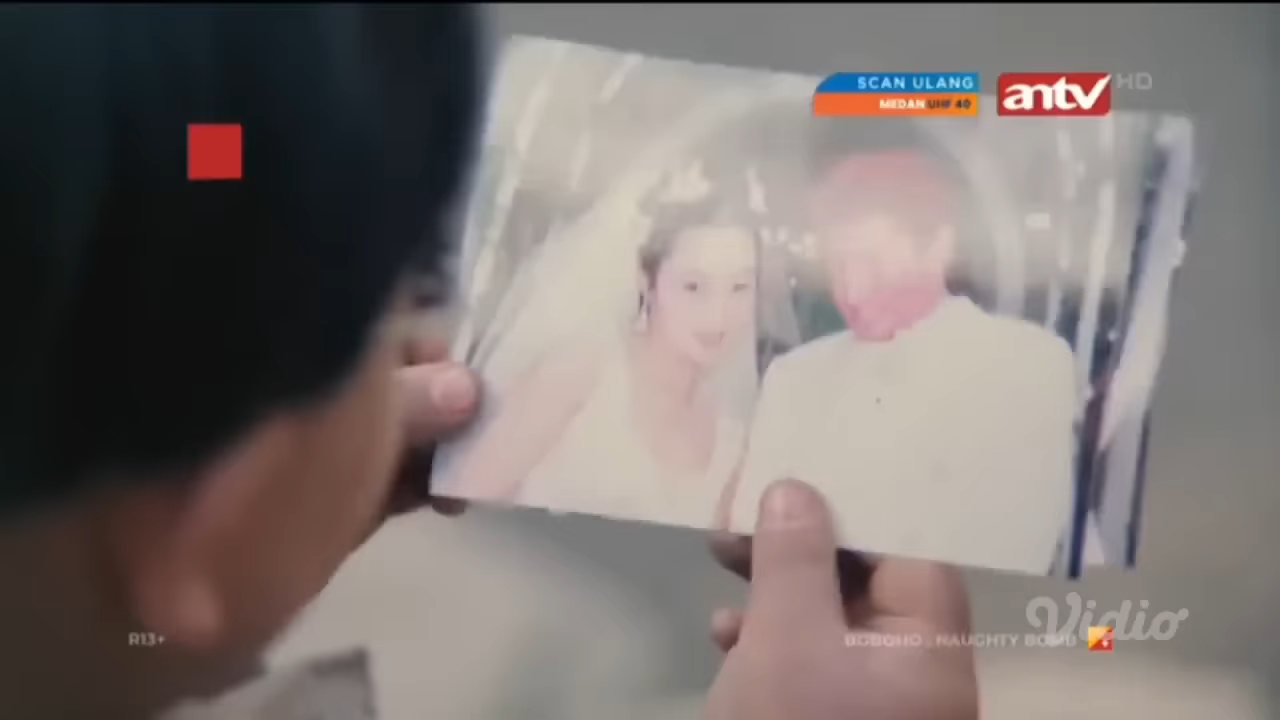 SCAN ULANG
MEDAN UHF 40
antv HD
Vidio
R13+
BOBOHO : NAUGHTY BOMB